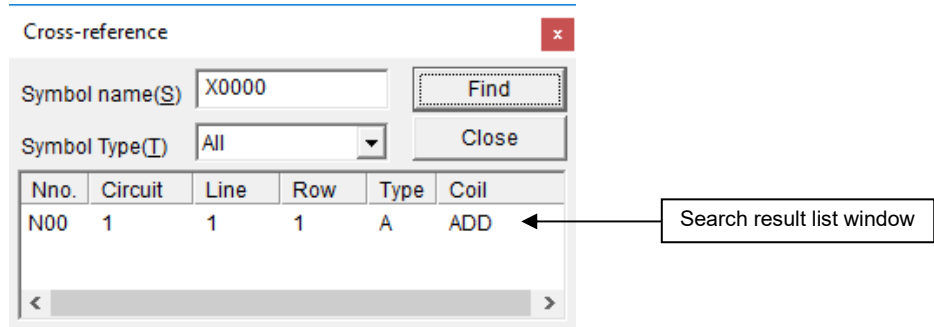 Cross-reference
x
Symbol name(S) X0000 Find
Symbol Type(T) All Close
Nno. Circuit Line Row Type Coil
N00 1 1 1 A ADD
Search result list window